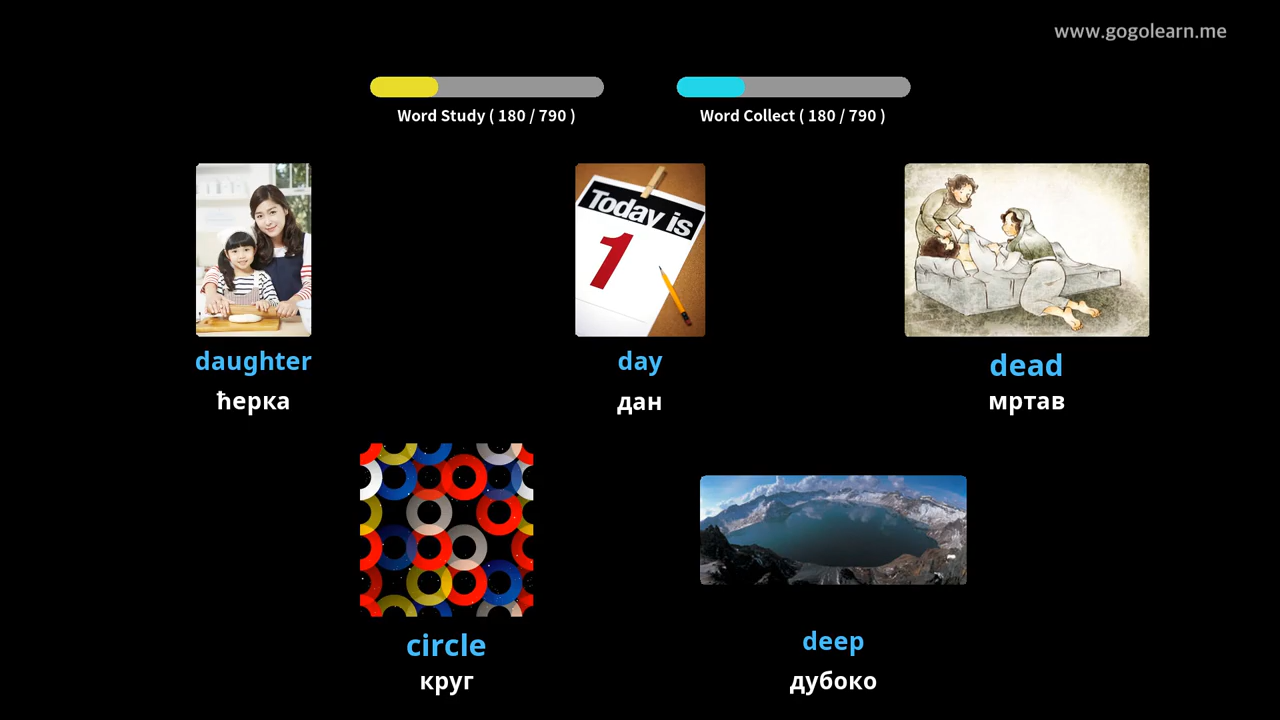 www.gogolearn.me
Word Study ( 180 / 790 )
Word Collect ( 180 / 790 )
Today is
1
daughter
ћерка
day
дан
dead
мртав
circle
круг
deep
дубоко